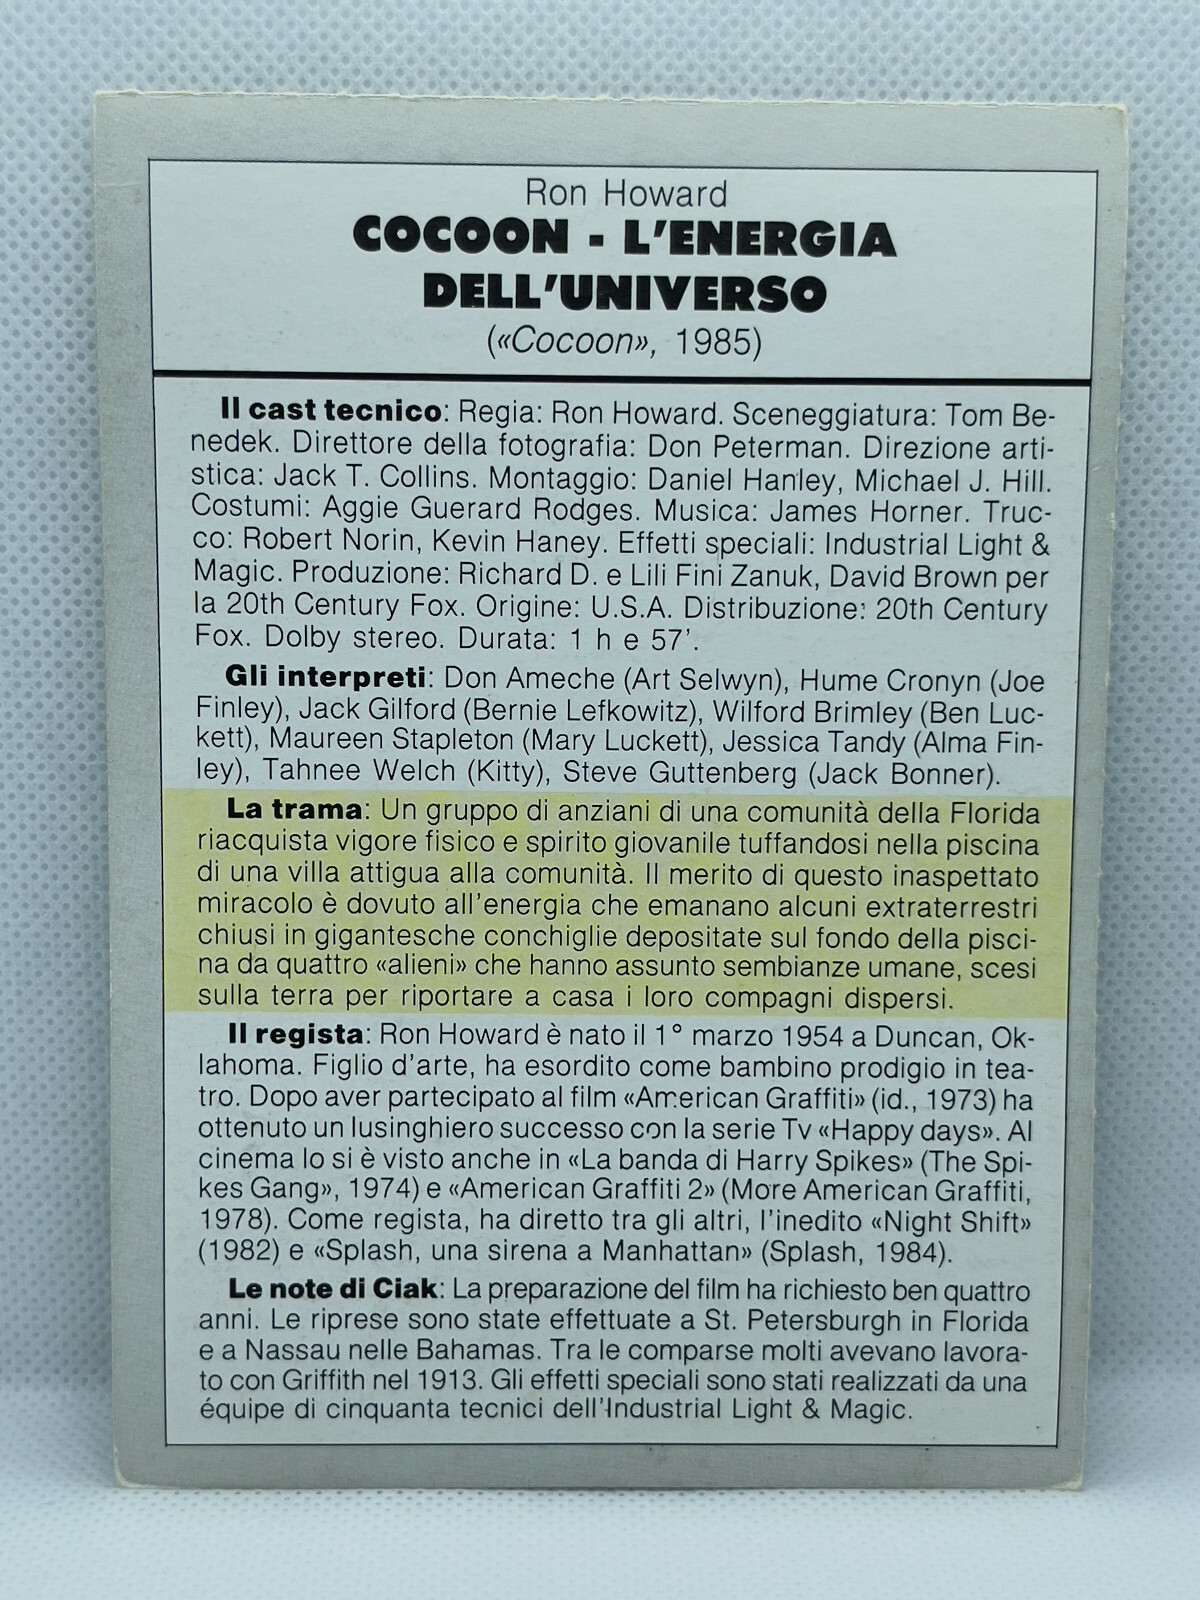 Ron Howard
COCOON - L'ENERGIA
DELL'UNIVERSO
(«Cocoon», 1985)
Il cast tecnico: Regia: Ron Howard. Sceneggiatura: Tom Be-
nedek. Direttore della fotografia: Don Peterman. Direzione arti-
stica: Jack T. Collins. Montaggio: Daniel Hanley, Michael J. Hill.
Costumi: Aggie Guerard Rodges. Musica: James Horner. Truc-
co: Robert Norin, Kevin Haney. Effetti speciali: Industrial Light &
Magic. Produzione: Richard D. e Lili Fini Zanuk, David Brown per
la 20th Century Fox. Origine: U.S.A. Distribuzione: 20th Century
Fox. Dolby stereo. Durata: 1 h e 57'.
Gli interpreti: Don Ameche (Art Selwyn), Hume Cronyn (Joe
Finley), Jack Gilford (Bernie Lefkowitz), Wilford Brimley (Ben Luc-
kett), Maureen Stapleton (Mary Luckett), Jessica Tandy (Alma Fin-
ley), Tahnee Welch (Kitty), Steve Guttenberg (Jack Bonner).
La trama: Un gruppo di anziani di una comunità della Florida
riacquista vigore fisico e spirito giovanile tuffandosi nella piscina
di una villa attigua alla comunità. Il merito di questo inaspettato
miracolo è dovuto all'energia che emanano alcuni extraterrestri
chiusi in gigantesche conchiglie depositate sul fondo della pisci-
na da quattro «alieni» che hanno assunto sembianze umane, scesi
sulla terra per riportare a casa i loro compagni dispersi.
Il regista: Ron Howard è nato il 1° marzo 1954 a Duncan, Ok-
lahoma. Figlio d'arte, ha esordito come bambino prodigio in tea-
tro. Dopo aver partecipato al film «American Graffiti» (id., 1973) ha
ottenuto un lusinghiero successo con la serie Tv «Happy days». Al
cinema lo si è visto anche in «La banda di Harry Spikes» (The Spi-
kes Gang», 1974) e «American Graffiti 2» (More American Graffiti,
1978). Come regista, ha diretto tra gli altri, l'inedito «Night Shift»
(1982) e «Splash, una sirena a Manhattan» (Splash, 1984).
Le note di Ciak: La preparazione del film ha richiesto ben quattro
anni. Le riprese sono state effettuate a St. Petersburgh in Florida
e a Nassau nelle Bahamas. Tra le comparse molti avevano lavora-
to con Griffith nel 1913. Gli effetti speciali sono stati realizzati da una
équipe di cinquanta tecnici dell'Industrial Light & Magic.